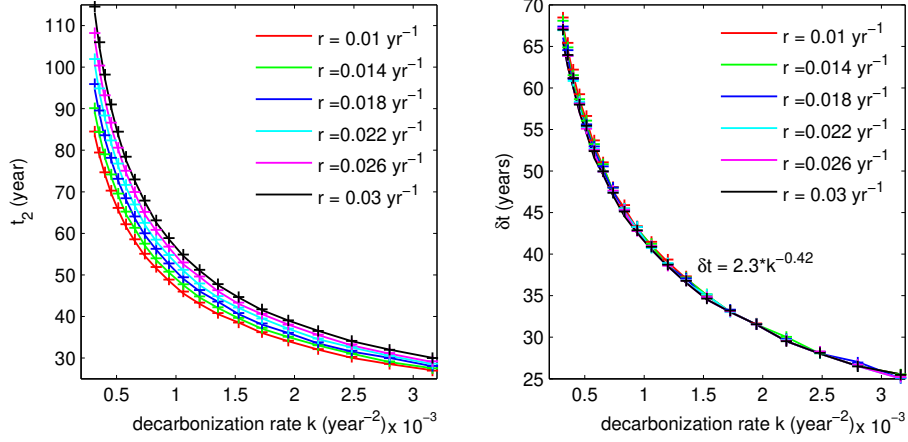 t₂ (year)
110
100
90
80
70
60
50
40
30
r = 0.01 yr⁻¹
r =0.014 yr⁻¹
r =0.018 yr⁻¹
r =0.022 yr⁻¹
r =0.026 yr⁻¹
r = 0.03 yr⁻¹
0.5 1 1.5 2 2.5 3
decarbonization rate k (year⁻²) x 10⁻³
δt (years)
70
65
60
55
50
45
40
35
30
25
r = 0.01 yr⁻¹
r =0.014 yr⁻¹
r =0.018 yr⁻¹
r =0.022 yr⁻¹
r =0.026 yr⁻¹
r = 0.03 yr⁻¹
δt = 2.3*k⁻⁰·⁴²
0.5 1 1.5 2 2.5 3
decarbonization rate k (year⁻²) x 10⁻³